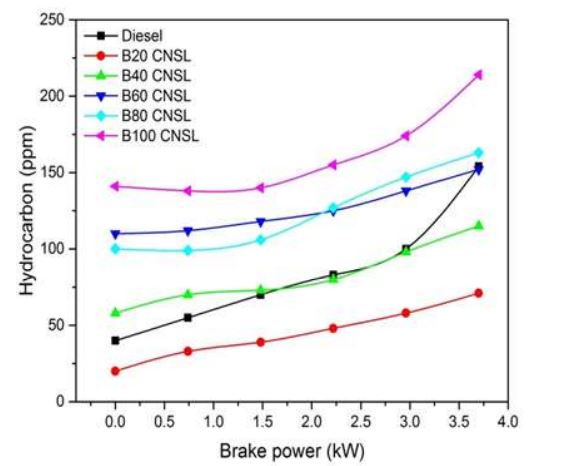 250
200
150
100
50
0
Hydrocarbon (ppm)
Diesel
B20 CNSL
B40 CNSL
B60 CNSL
B80 CNSL
B100 CNSL
0.0 0.5 1.0 1.5 2.0 2.5 3.0 3.5 4.0
Brake power (kW)